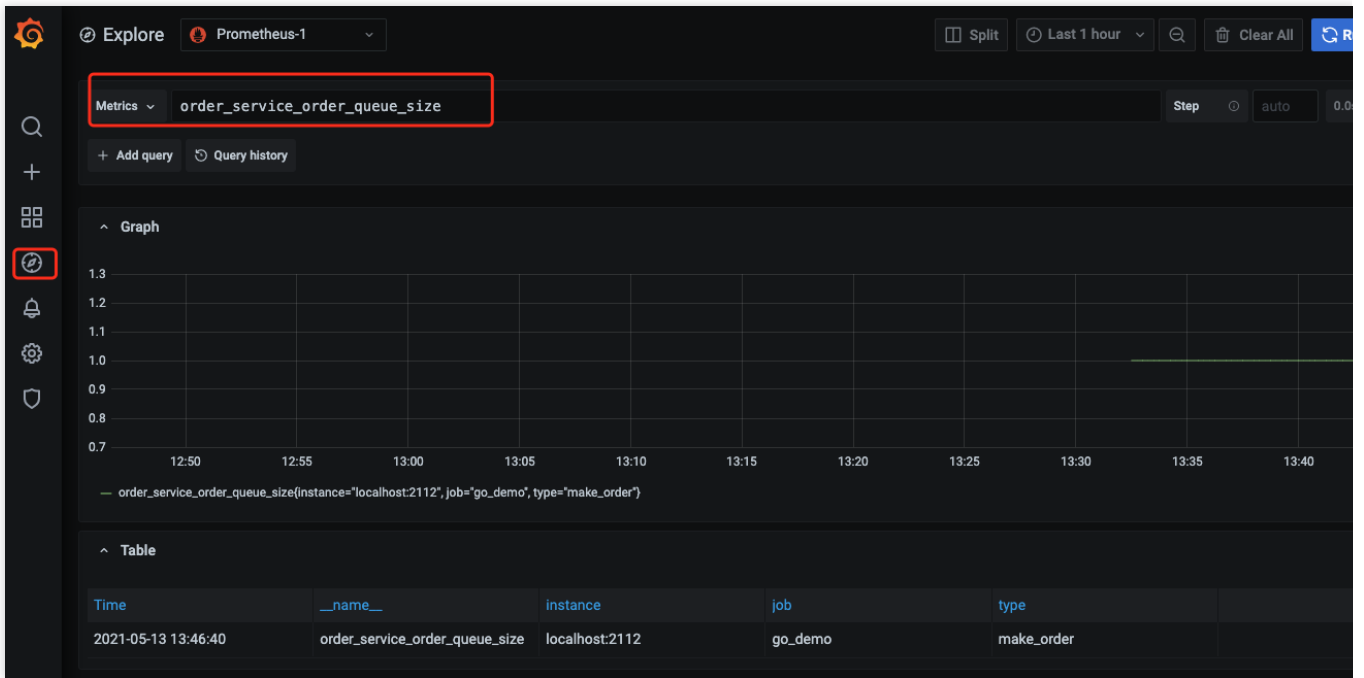 Explore Prometheus-1 Split Last 1 hour Clear All
Metrics order_service_order_queue_size Step auto
+ Add query Query history
Graph
1.3
1.2
1.1
1.0
0.9
0.8
0.7
12:50 12:55 13:00 13:05 13:10 13:15 13:20 13:25 13:30 13:35 13:40
order_service_order_queue_size{instance="localhost:2112", job="go_demo", type="make_order"}
Table
Time __name__ instance job type
2021-05-13 13:46:40 order_service_order_queue_size localhost:2112 go_demo make_order